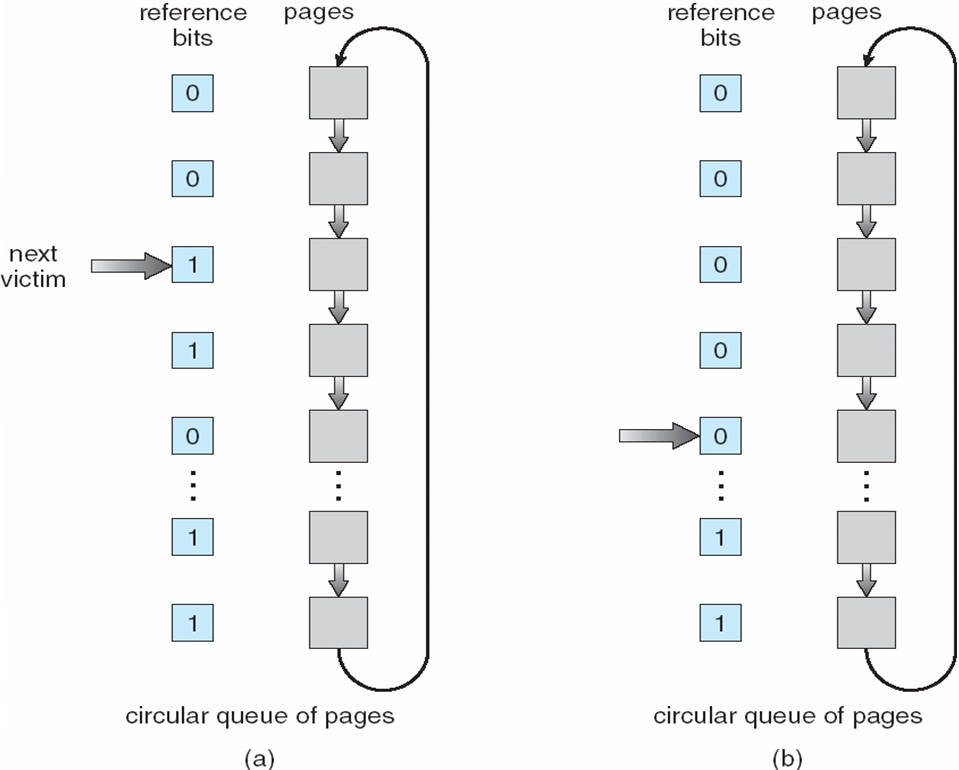 reference
bits
pages
0
0
next
victim
1
1
0
1
1
circular queue of pages
(a)
reference
bits
pages
0
0
0
0
0
1
1
circular queue of pages
(b)